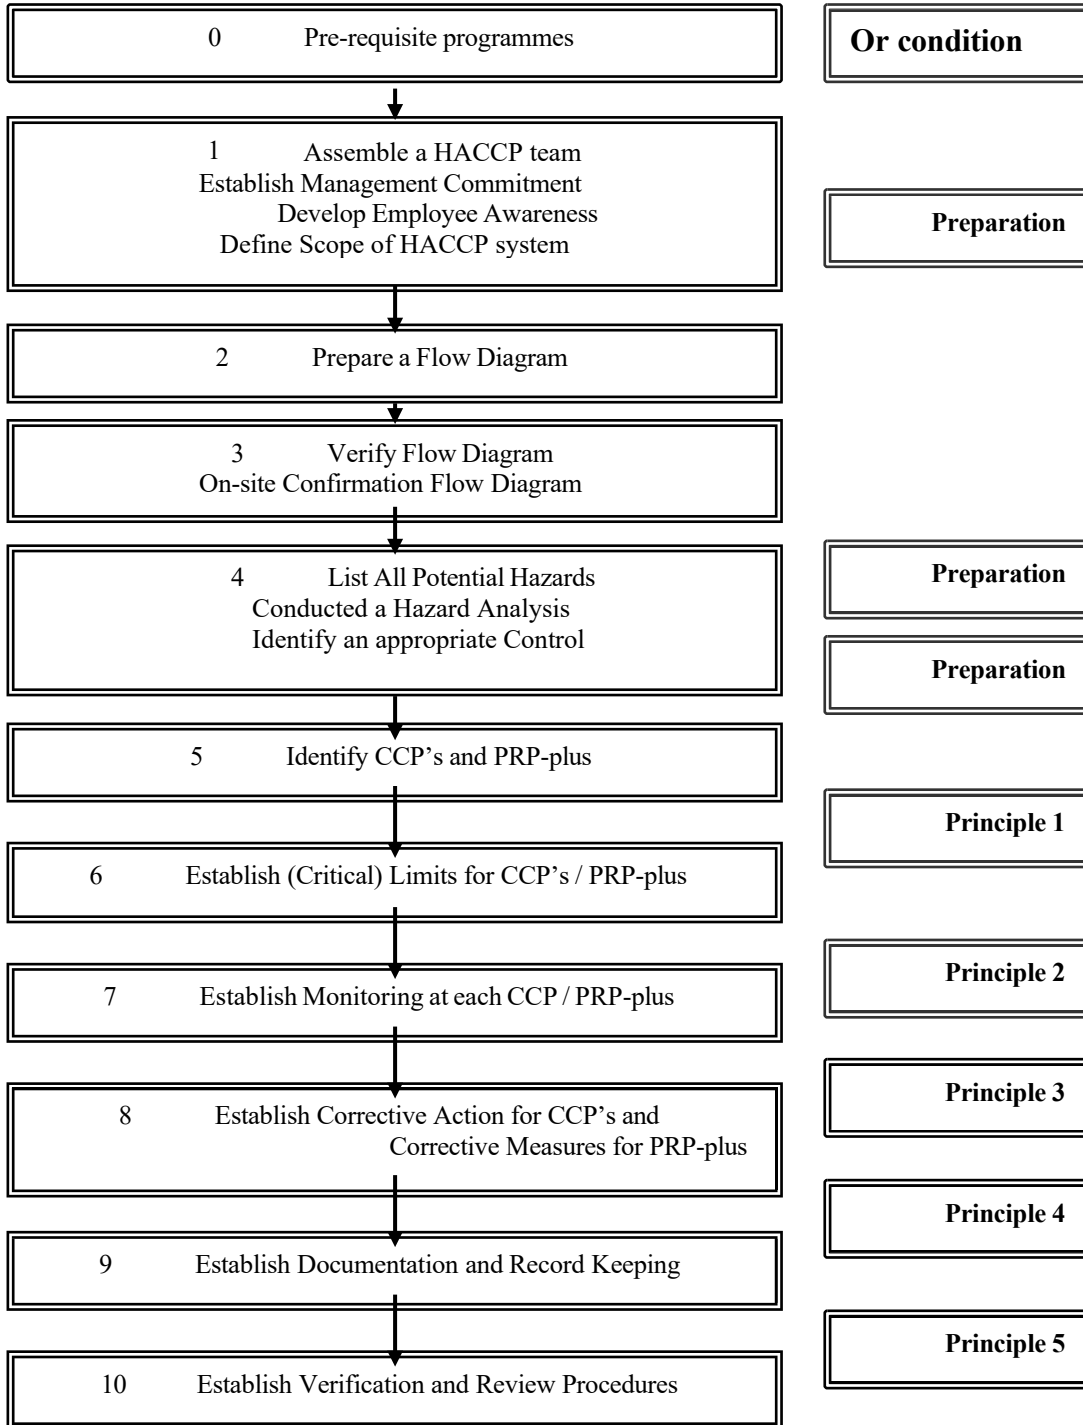 0 Pre-requisite programmes
Or condition
1 Assemble a HACCP team
Establish Management Commitment
Develop Employee Awareness
Define Scope of HACCP system
Preparation
2 Prepare a Flow Diagram
3 Verify Flow Diagram
On-site Confirmation Flow Diagram
4 List All Potential Hazards
Conducted a Hazard Analysis
Identify an appropriate Control
Preparation
Preparation
5 Identify CCP's and PRP-plus
Principle 1
6 Establish (Critical) Limits for CCP's / PRP-plus
7 Establish Monitoring at each CCP / PRP-plus
Principle 2
8 Establish Corrective Action for CCP's and
Corrective Measures for PRP-plus
Principle 3
9 Establish Documentation and Record Keeping
Principle 4
10 Establish Verification and Review Procedures
Principle 5